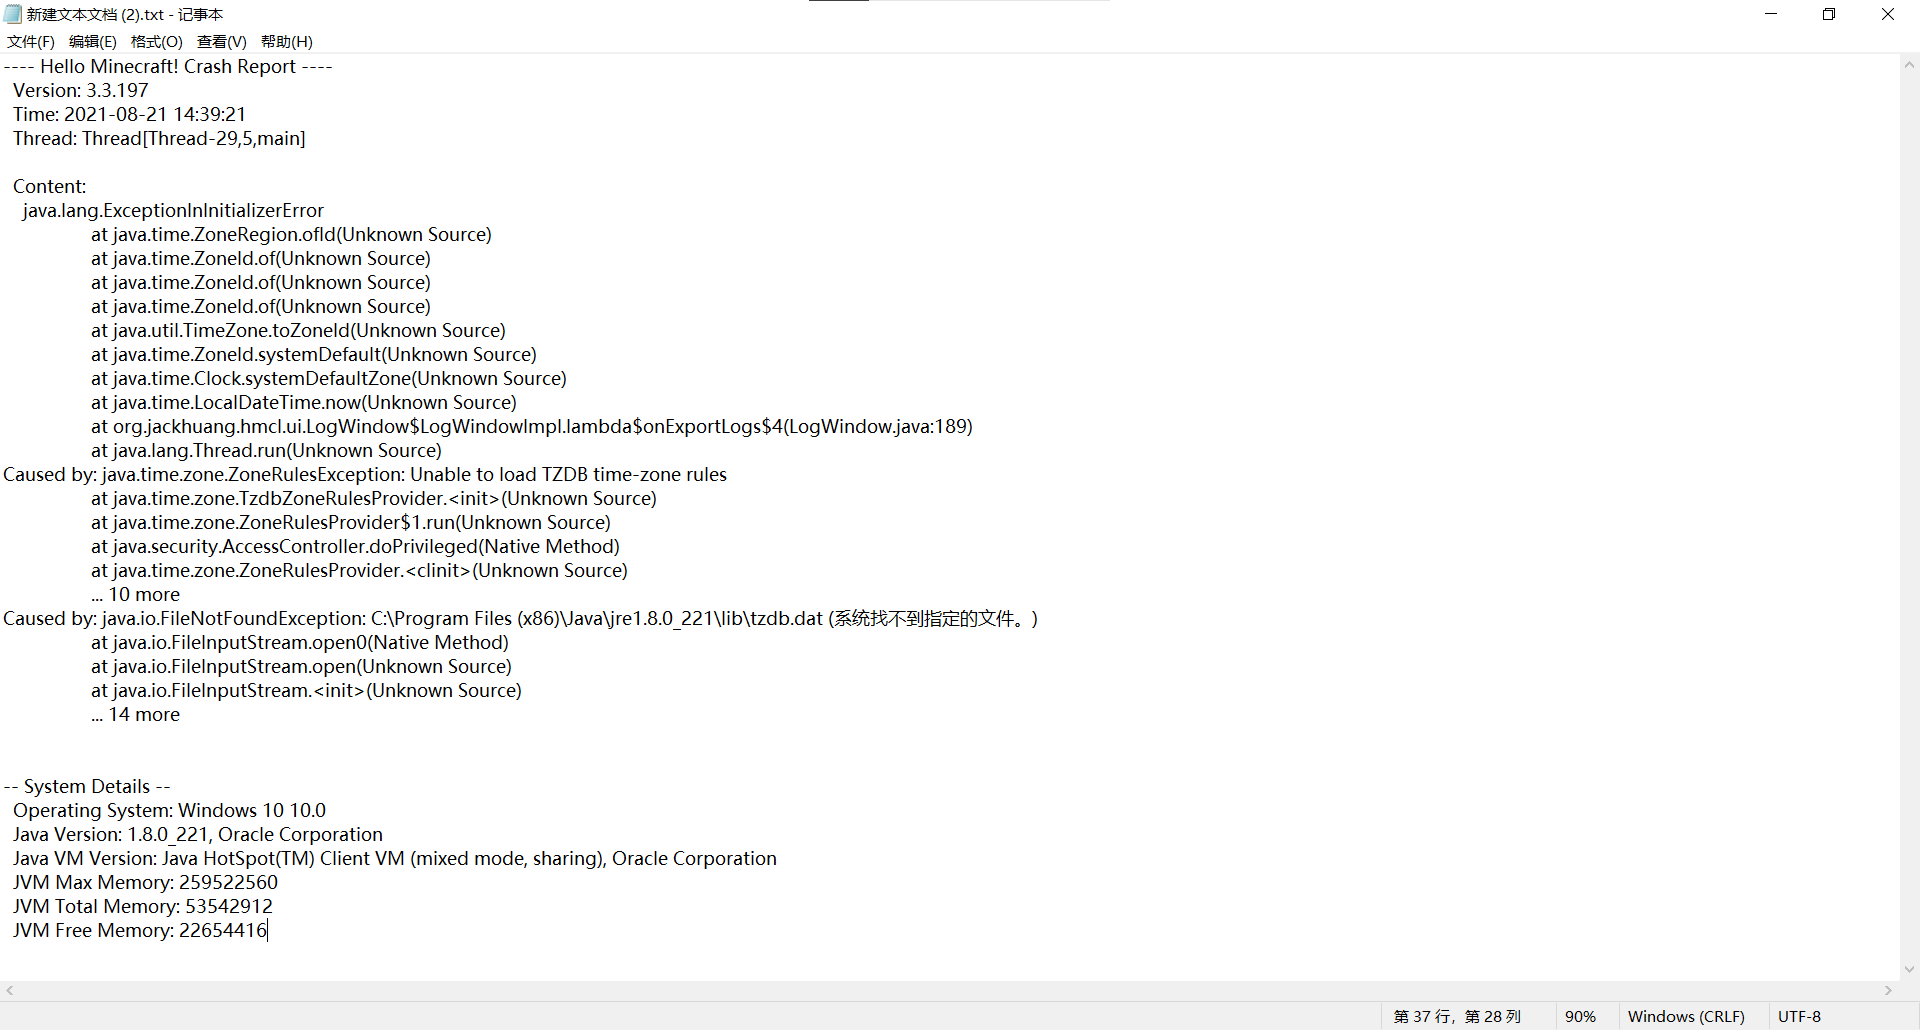 新建文本文档 (2).txt - 记事本
文件(F) 编辑(E) 格式(O) 查看(V) 帮助(H)
---- Hello Minecraft! Crash Report ----
Version: 3.3.197
Time: 2021-08-21 14:39:21
Thread: Thread[Thread-29,5,main]
Content:
java.lang.ExceptionInInitializerError
at java.time.ZoneRegion.ofId(Unknown Source)
at java.time.ZoneId.of(Unknown Source)
at java.time.ZoneId.of(Unknown Source)
at java.time.ZoneId.of(Unknown Source)
at java.util.TimeZone.toZoneId(Unknown Source)
at java.time.ZoneId.systemDefault(Unknown Source)
at java.time.Clock.systemDefaultZone(Unknown Source)
at java.time.LocalDateTime.now(Unknown Source)
at org.jackhuang.hmcl.ui.LogWindow$LogWindowImpl.lambda$onExportLogs$4(LogWindow.java:189)
at java.lang.Thread.run(Unknown Source)
Caused by: java.time.zone.ZoneRulesException: Unable to load TZDB time-zone rules
at java.time.zone.TzdbZoneRulesProvider.<init>(Unknown Source)
at java.time.zone.ZoneRulesProvider$1.run(Unknown Source)
at java.security.AccessController.doPrivileged(Native Method)
at java.time.zone.ZoneRulesProvider.<clinit>(Unknown Source)
... 10 more
Caused by: java.io.FileNotFoundException: C:\Program Files (x86)\Java\jre1.8.0_221\lib\tzdb.dat (系统找不到指定的文件。)
at java.io.FileInputStream.open0(Native Method)
at java.io.FileInputStream.open(Unknown Source)
at java.io.FileInputStream.<init>(Unknown Source)
... 14 more
-- System Details --
Operating System: Windows 10 10.0
Java Version: 1.8.0_221, Oracle Corporation
Java VM Version: Java HotSpot(TM) Client VM (mixed mode, sharing), Oracle Corporation
JVM Max Memory: 259522560
JVM Total Memory: 53542912
JVM Free Memory: 22654416
第 37 行，第 28 列 90% Windows (CRLF) UTF-8